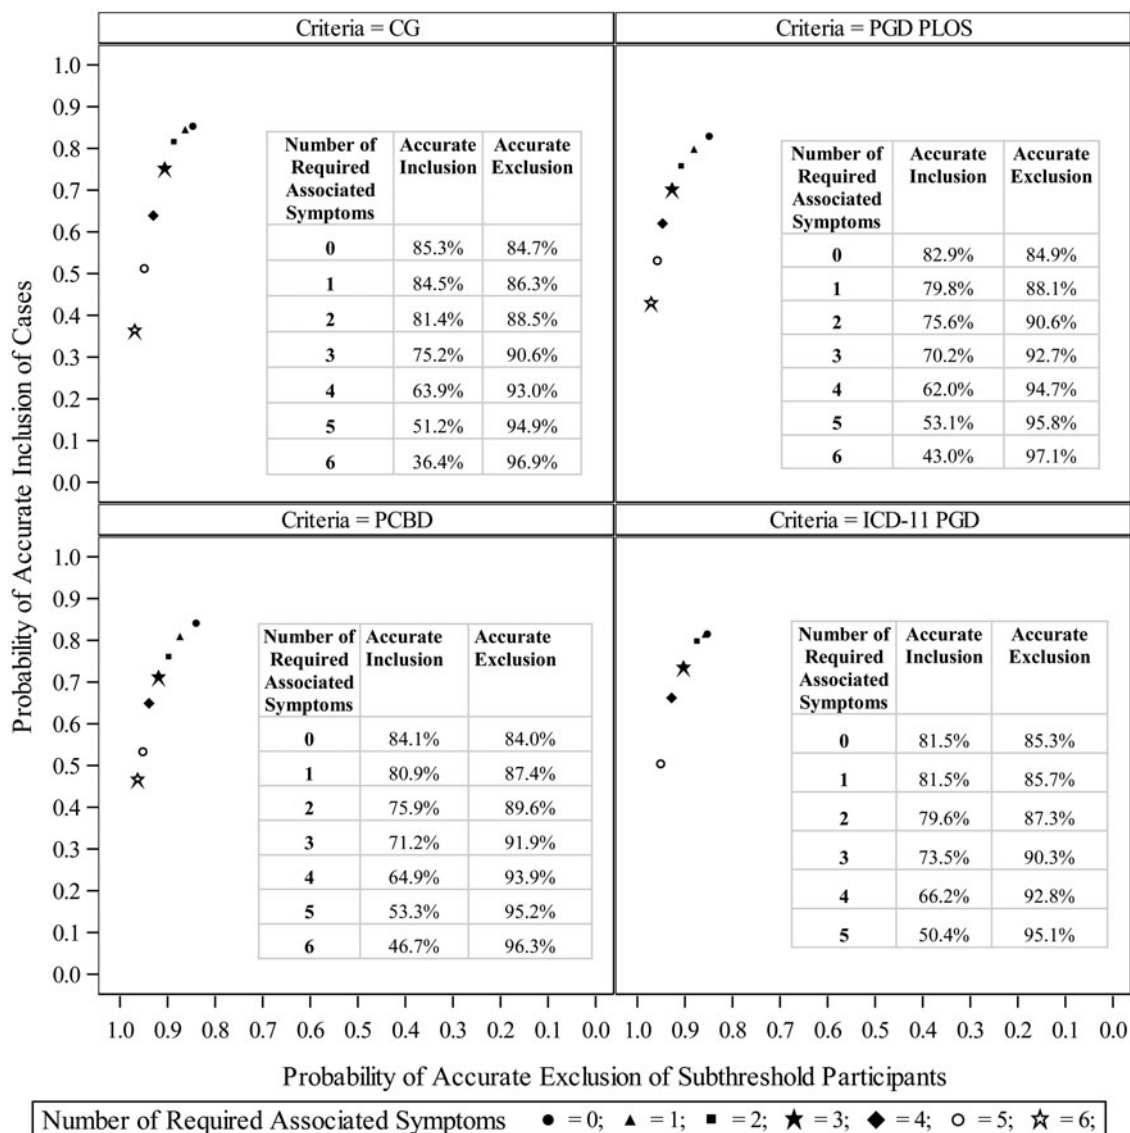 Criteria = CG
Criteria = PGD PLOS
Probability of Accurate Inclusion of Cases
1.0
0.9
0.8
0.7
0.6
0.5
0.4
0.3
0.2
0.1
0.0
Number of Required Associated Symptoms Accurate Inclusion Accurate Exclusion
0 85.3% 84.7%
1 84.5% 86.3%
2 81.4% 88.5%
3 75.2% 90.6%
4 63.9% 93.0%
5 51.2% 94.9%
6 36.4% 96.9%
Number of Required Associated Symptoms Accurate Inclusion Accurate Exclusion
0 82.9% 84.9%
1 79.8% 88.1%
2 75.6% 90.6%
3 70.2% 92.7%
4 62.0% 94.7%
5 53.1% 95.8%
6 43.0% 97.1%
Criteria = PCBD
Criteria = ICD-11 PGD
1.0
0.9
0.8
0.7
0.6
0.5
0.4
0.3
0.2
0.1
0.0
Number of Required Associated Symptoms Accurate Inclusion Accurate Exclusion
0 84.1% 84.0%
1 80.9% 87.4%
2 75.9% 89.6%
3 71.2% 91.9%
4 64.9% 93.9%
5 53.3% 95.2%
6 46.7% 96.3%
Number of Required Associated Symptoms Accurate Inclusion Accurate Exclusion
0 81.5% 85.3%
1 81.5% 85.7%
2 79.6% 87.3%
3 73.5% 90.3%
4 66.2% 92.8%
5 50.4% 95.1%
1.0 0.9 0.8 0.7 0.6 0.5 0.4 0.3 0.2 0.1 0.0
1.0 0.9 0.8 0.7 0.6 0.5 0.4 0.3 0.2 0.1 0.0
Probability of Accurate Exclusion of Subthreshold Participants
Number of Required Associated Symptoms ● = 0; ▲ = 1; ■ = 2; ★ = 3; ◆ = 4; ○ = 5; ☆ = 6;